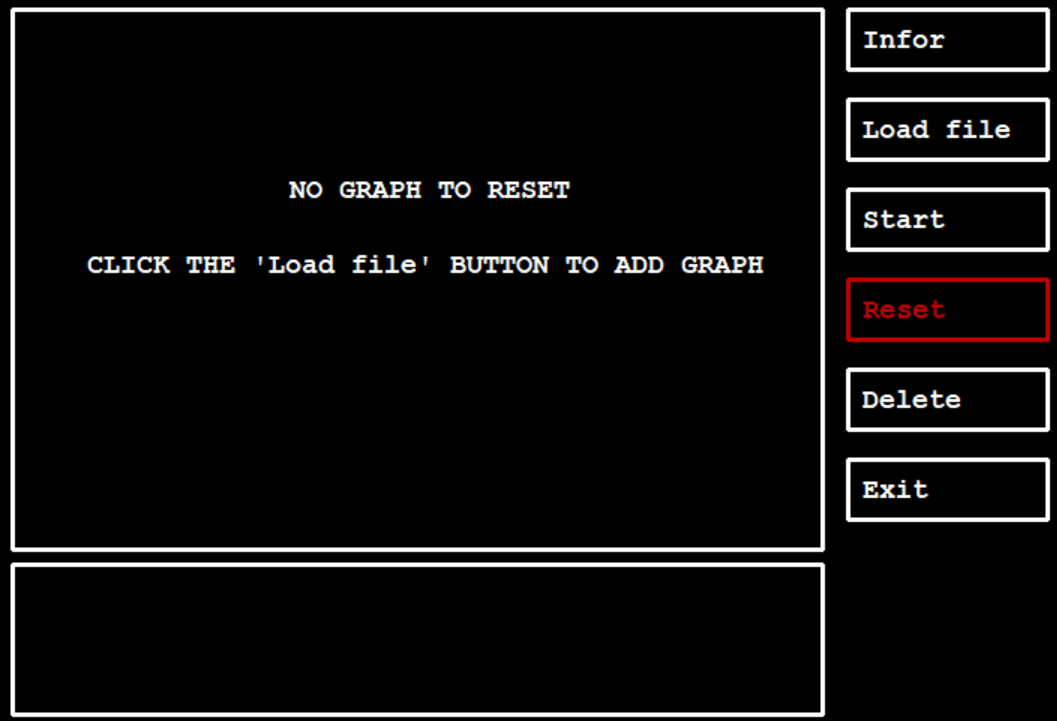 NO GRAPH TO RESET
CLICK THE 'Load file' BUTTON TO ADD GRAPH
Infor
Load file
Start
Reset
Delete
Exit